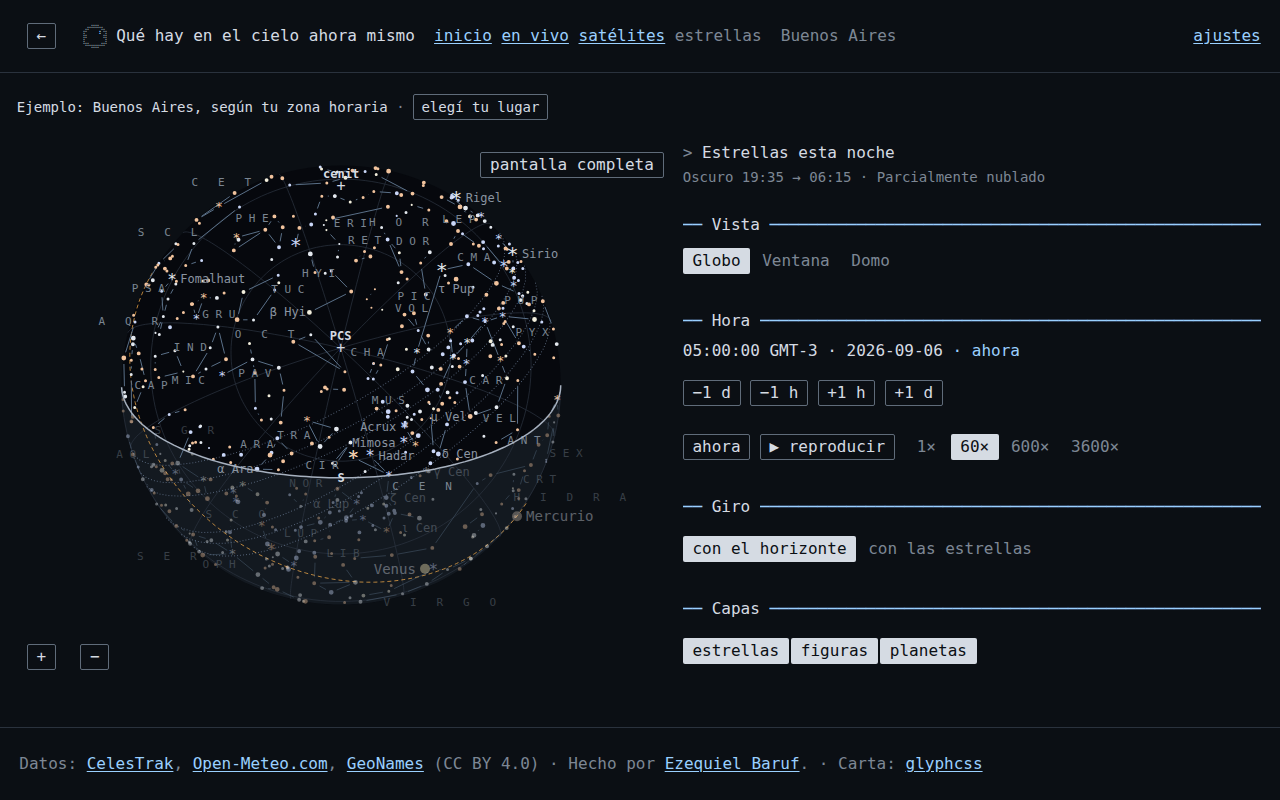 ← Qué hay en el cielo ahora mismo inicio en vivo satélites estrellas Buenos Aires ajustes
Ejemplo: Buenos Aires, según tu zona horaria · elegí tu lugar
pantalla completa
cenit
+
C E T
Rigel
P H E
E R I
H O R
L E P
S C L
R E T
D O R
C M A
Sirio
Fomalhaut
H Y I
P S A
T U C
τ Pup
P I C
P U P
V O L
β Hyi
G R U
A Q R
O C T
PCS
+
P Y X
I N D
C H A
C A P
M I C
P A V
C A R
M U S
μ Vel
V E L
Acrux
S G R
T R A
Mimosa
A R A
A N T
A Q L
Hadar
δ Cen
S E X
C I R
α Ara
γ Cen
S
C R T
N O R
C E N
ζ Cen
H I D R A
α Lup
S C O
Mercurio
ι Cen
L U P
S E R
L I B
O P H
Venus
V I R G O
+ −
> Estrellas esta noche
Oscuro 19:35 → 06:15 · Parcialmente nublado
Vista
Globo Ventana Domo
Hora
05:00:00 GMT-3 · 2026-09-06 · ahora
−1 d −1 h +1 h +1 d
ahora ▶ reproducir 1× 60× 600× 3600×
Giro
con el horizonte con las estrellas
Capas
estrellas figuras planetas
Datos: CelesTrak, Open-Meteo.com, GeoNames (CC BY 4.0) · Hecho por Ezequiel Baruf. · Carta: glyphcss